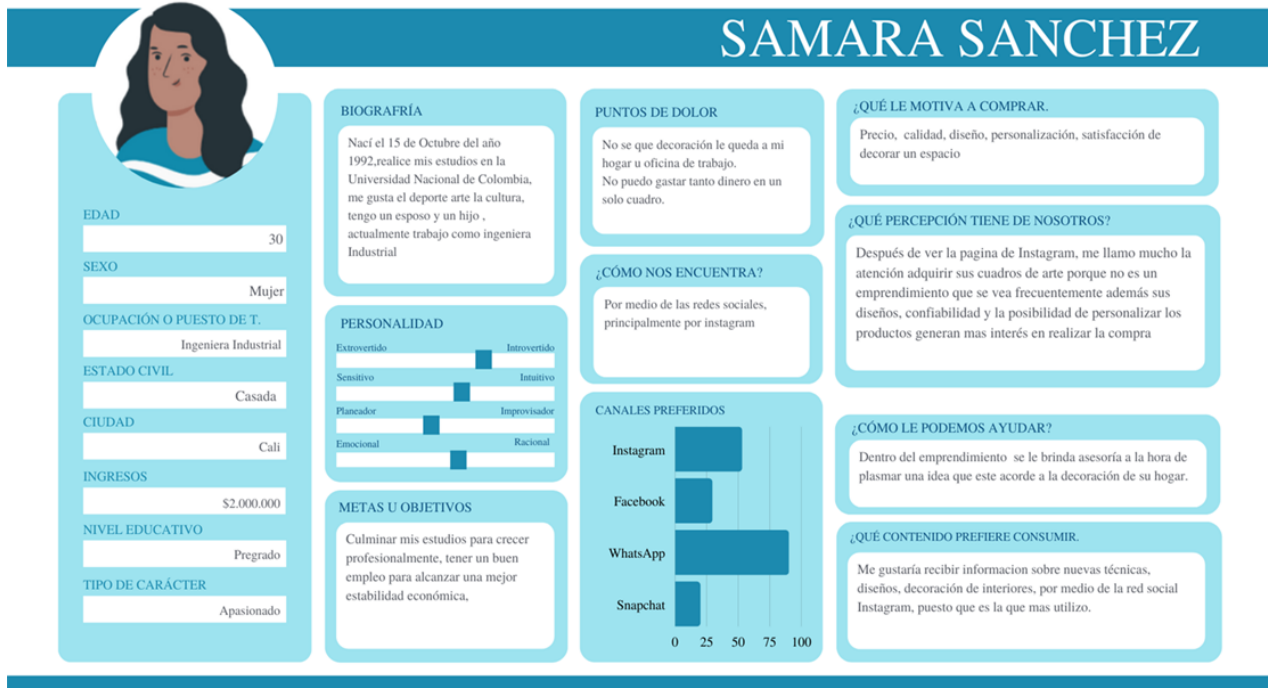 SAMARA SANCHEZ
EDAD
30
SEXO
Mujer
OCUPACIÓN O PUESTO DE T.
Ingeniera Industrial
ESTADO CIVIL
Casada
CIUDAD
Cali
INGRESOS
$2.000.000
NIVEL EDUCATIVO
Pregrado
TIPO DE CARÁCTER
Apasionado
BIOGRAFRÍA
Nací el 15 de Octubre del año
1992,realice mis estudios en la
Universidad Nacional de Colombia,
me gusta el deporte arte la cultura,
tengo un esposo y un hijo ,
actualmente trabajo como ingeniera
Industrial
PERSONALIDAD
Extrovertido Introvertido
Sensitivo Intuitivo
Planeador Improvisador
Emocional Racional
METAS U OBJETIVOS
Culminar mis estudios para crecer
profesionalmente, tener un buen
empleo para alcanzar una mejor
estabilidad económica,
PUNTOS DE DOLOR
No se que decoración le queda a mi
hogar u oficina de trabajo.
No puedo gastar tanto dinero en un
solo cuadro.
¿CÓMO NOS ENCUENTRA?
Por medio de las redes sociales,
principalmente por instagram
CANALES PREFERIDOS
Instagram
Facebook
WhatsApp
Snapchat
0 25 50 75 100
¿QUÉ LE MOTIVA A COMPRAR.
Precio, calidad, diseño, personalización, satisfacción de
decorar un espacio
¿QUÉ PERCEPCIÓN TIENE DE NOSOTROS?
Después de ver la pagina de Instagram, me llamo mucho la
atención adquirir sus cuadros de arte porque no es un
emprendimiento que se vea frecuentemente además sus
diseños, confiabilidad y la posibilidad de personalizar los
productos generan mas interés en realizar la compra
¿CÓMO LE PODEMOS AYUDAR?
Dentro del emprendimiento se le brinda asesoría a la hora de
plasmar una idea que este acorde a la decoración de su hogar.
¿QUÉ CONTENIDO PREFIERE CONSUMIR.
Me gustaría recibir informacion sobre nuevas técnicas,
diseños, decoración de interiores, por medio de la red social
Instagram, puesto que es la que mas utilizo.